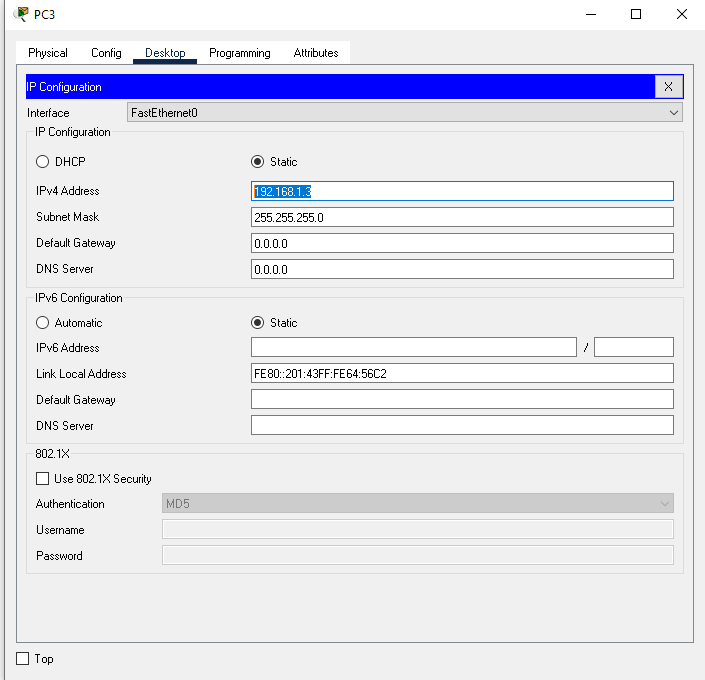 PC3
Physical Config Desktop Programming Attributes
IP Configuration X
Interface FastEthernet0
IP Configuration
DHCP Static
IPv4 Address 192.168.1.3
Subnet Mask 255.255.255.0
Default Gateway 0.0.0.0
DNS Server 0.0.0.0
IPv6 Configuration
Automatic Static
IPv6 Address /
Link Local Address FE80::201:43FF:FE64:56C2
Default Gateway
DNS Server
802.1X
Use 802.1X Security
Authentication MD5
Username
Password
Top